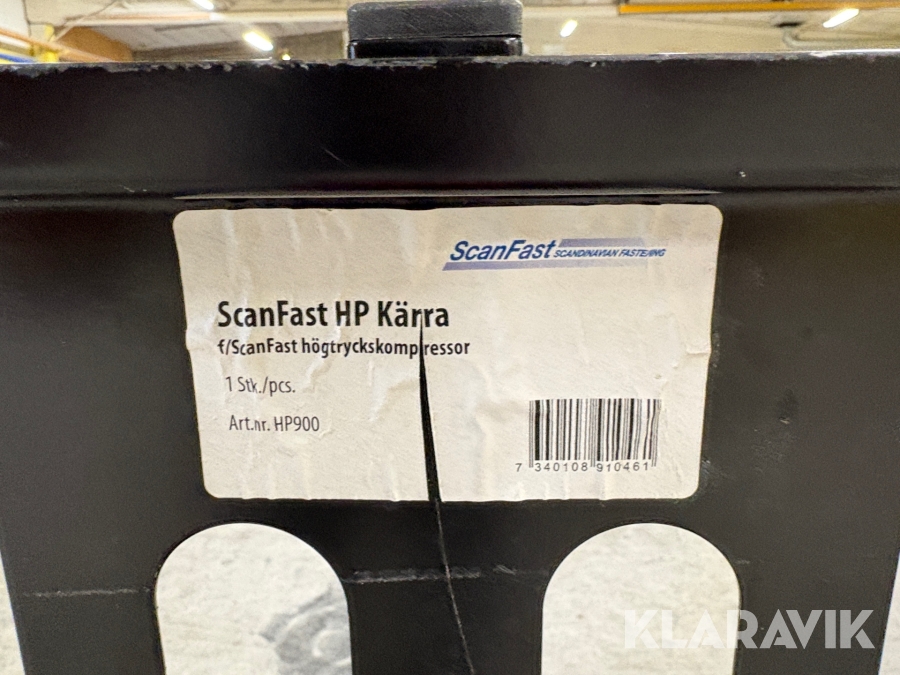 ScanFast SCANDINAVIAN FASTENING
ScanFast HP Kärra
f/ScanFast högtryckskompressor
1 Stk./pcs.
Art.nr. HP900
7 340108 910461
KLARAVIK